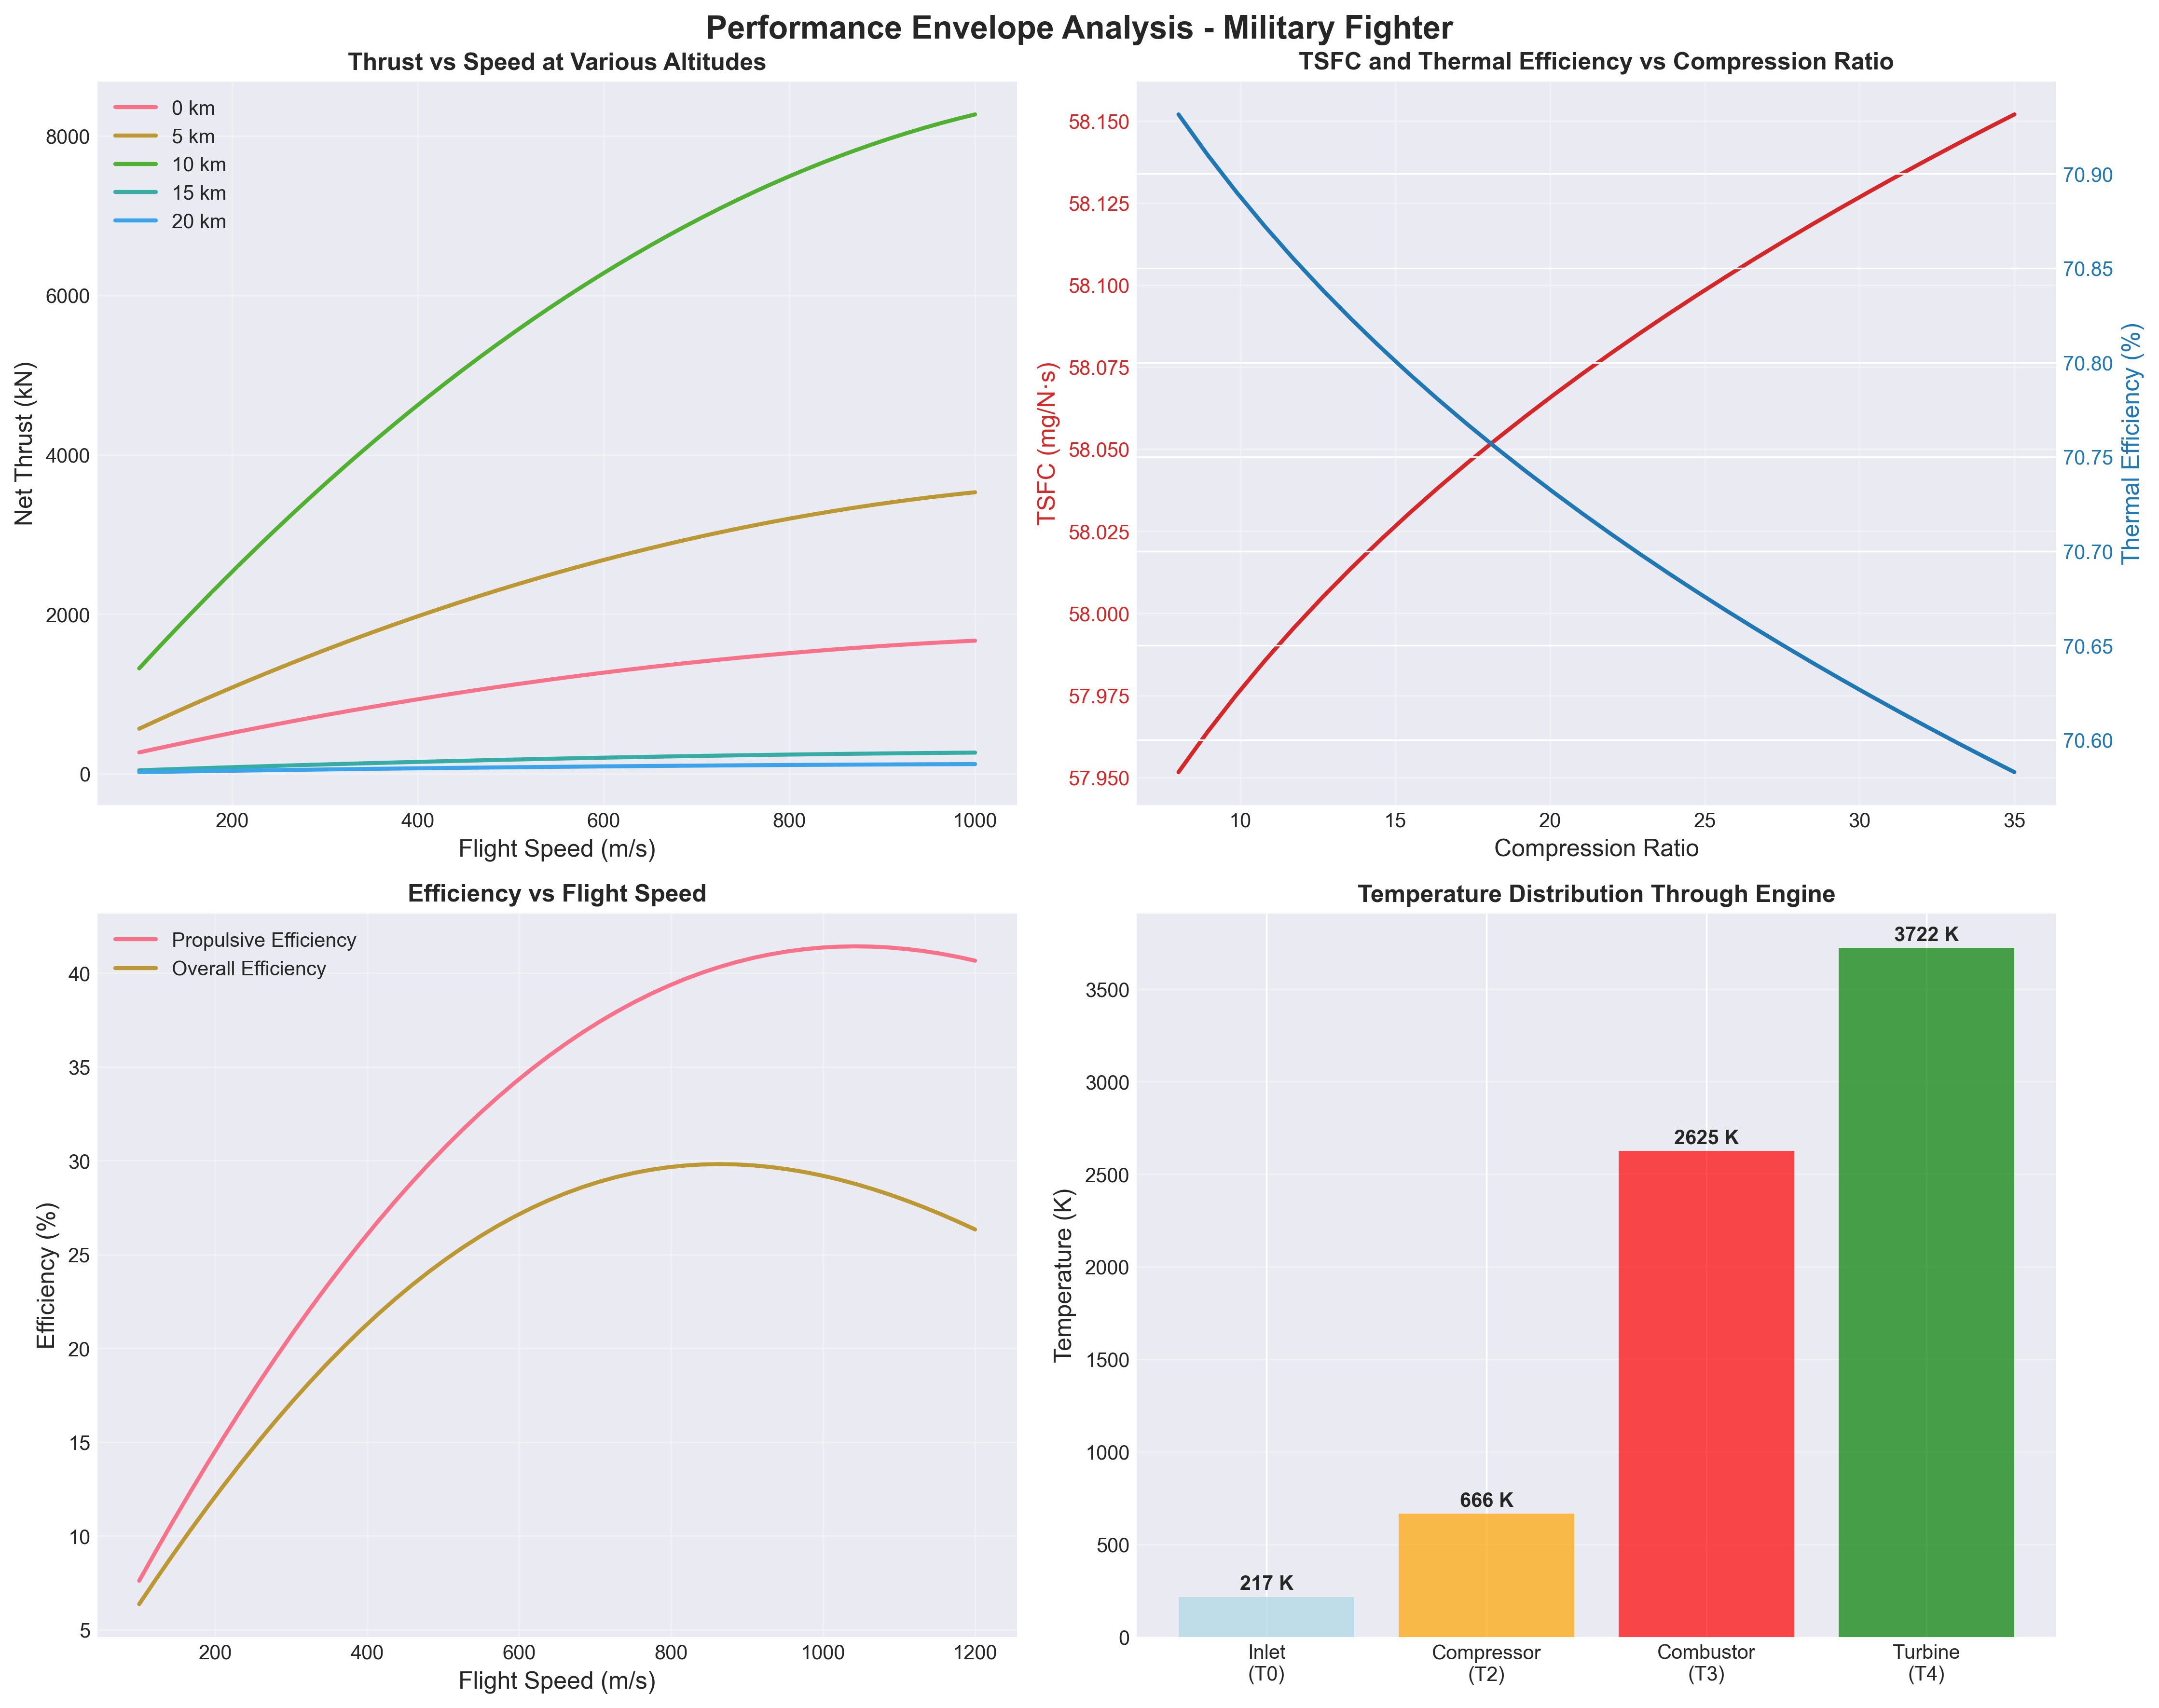 Performance Envelope Analysis - Military Fighter
Thrust vs Speed at Various Altitudes
0 km
5 km
10 km
15 km
20 km
8000
6000
4000
2000
0
Net Thrust (kN)
200 400 600 800 1000
Flight Speed (m/s)
TSFC and Thermal Efficiency vs Compression Ratio
58.150
58.125
58.100
58.075
58.050
58.025
58.000
57.975
57.950
TSFC (mg/N·s)
70.90
70.85
70.80
70.75
70.70
70.65
70.60
Thermal Efficiency (%)
10 15 20 25 30 35
Compression Ratio
Efficiency vs Flight Speed
Propulsive Efficiency
Overall Efficiency
40
35
30
25
20
15
10
5
Efficiency (%)
200 400 600 800 1000 1200
Flight Speed (m/s)
Temperature Distribution Through Engine
3500
3000
2500
2000
1500
1000
500
0
Temperature (K)
217 K
666 K
2625 K
3722 K
Inlet
(T0)
Compressor
(T2)
Combustor
(T3)
Turbine
(T4)